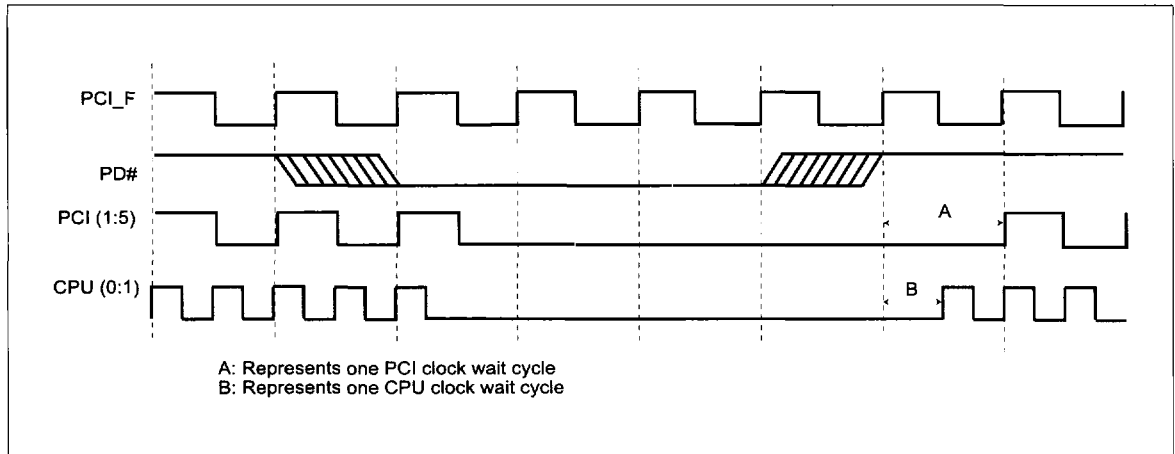 PCI_F
PD#
PCI (1:5)
A
CPU (0:1)
B
A: Represents one PCI clock wait cycle
B: Represents one CPU clock wait cycle